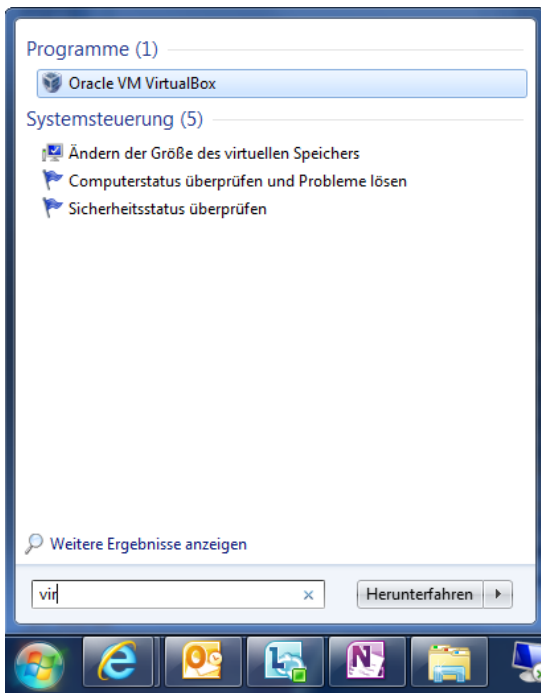 Programme (1)
Oracle VM VirtualBox
Systemsteuerung (5)
Ändern der Größe des virtuellen Speichers
Computerstatus überprüfen und Probleme lösen
Sicherheitsstatus überprüfen
Weitere Ergebnisse anzeigen
vir
Herunterfahren